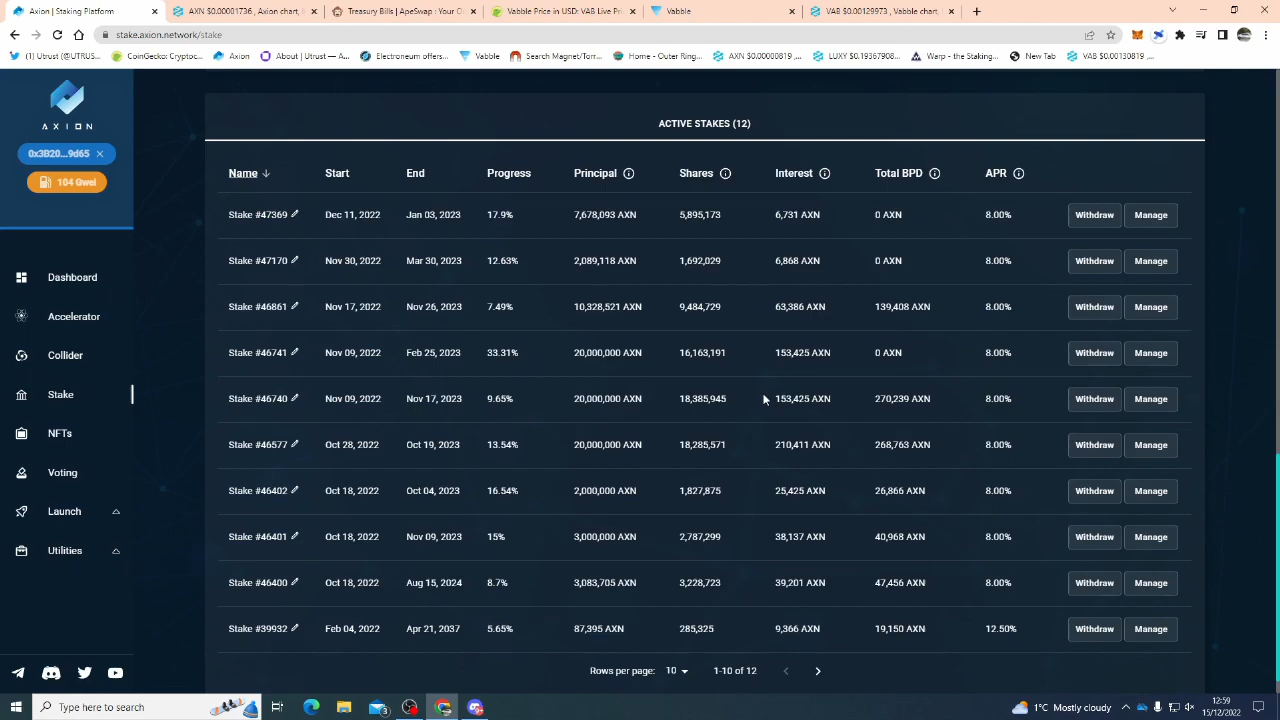 Axion | Staking Platform
AXN $0.00001736, Axion chart,
Treasury Bills | ApeSwap | Your D
Vabble Price in USD: VAB Live Pri
Vabble
VAB $0.00129973, Vabble chart,
stake.axion.network/stake
(1) Utrust (@UTRUS...
CoinGecko: Cryptoc...
Axion
About | Utrust — A...
Electroneum offers...
Vabble
Search Magnet/Torr...
Home - Outer Ring...
AXN $0.00000819 ,...
LUXY $0.19367908...
Warp - the Staking...
New Tab
VAB $0.00130819 ,...
AXION
0x3B20...9d65
104 Gwei
Dashboard
Accelerator
Collider
Stake
NFTs
Voting
Launch
Utilities
ACTIVE STAKES (12)
Name Start End Progress Principal Shares Interest Total BPD APR
Stake #47369 Dec 11, 2022 Jan 03, 2023 17.9% 7,678,093 AXN 5,895,173 6,731 AXN 0 AXN 8.00% Withdraw Manage
Stake #47170 Nov 30, 2022 Mar 30, 2023 12.63% 2,089,118 AXN 1,692,029 6,868 AXN 0 AXN 8.00% Withdraw Manage
Stake #46861 Nov 17, 2022 Nov 26, 2023 7.49% 10,328,521 AXN 9,484,729 63,386 AXN 139,408 AXN 8.00% Withdraw Manage
Stake #46741 Nov 09, 2022 Feb 25, 2023 33.31% 20,000,000 AXN 16,163,191 153,425 AXN 0 AXN 8.00% Withdraw Manage
Stake #46740 Nov 09, 2022 Nov 17, 2023 9.65% 20,000,000 AXN 18,385,945 153,425 AXN 270,239 AXN 8.00% Withdraw Manage
Stake #46577 Oct 28, 2022 Oct 19, 2023 13.54% 20,000,000 AXN 18,285,571 210,411 AXN 268,763 AXN 8.00% Withdraw Manage
Stake #46402 Oct 18, 2022 Oct 04, 2023 16.54% 2,000,000 AXN 1,827,875 25,425 AXN 26,866 AXN 8.00% Withdraw Manage
Stake #46401 Oct 18, 2022 Nov 09, 2023 15% 3,000,000 AXN 2,787,299 38,137 AXN 40,968 AXN 8.00% Withdraw Manage
Stake #46400 Oct 18, 2022 Aug 15, 2024 8.7% 3,083,705 AXN 3,228,723 39,201 AXN 47,456 AXN 8.00% Withdraw Manage
Stake #39932 Feb 04, 2022 Apr 21, 2037 5.65% 87,395 AXN 285,325 9,366 AXN 19,150 AXN 12.50% Withdraw Manage
Rows per page: 10 1-10 of 12
Type here to search
3
1°C Mostly cloudy
12:59
15/12/2022